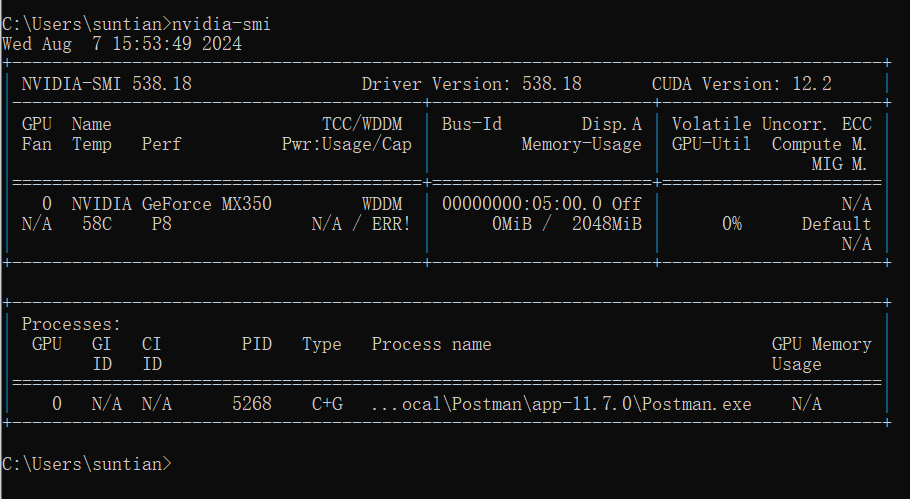 C:\Users\suntian>nvidia-smi
Wed Aug  7 15:53:49 2024
+---------------------------------------------------------------------------------------+
| NVIDIA-SMI 538.18                 Driver Version: 538.18       CUDA Version: 12.2     |
|-----------------------------------------+----------------------+----------------------+
| GPU  Name                     TCC/WDDM  | Bus-Id        Disp.A | Volatile Uncorr. ECC |
| Fan  Temp   Perf          Pwr:Usage/Cap |         Memory-Usage | GPU-Util  Compute M. |
|                                         |                      |               MIG M. |
|=========================================+======================+======================|
|   0  NVIDIA GeForce MX350         WDDM  | 00000000:05:00.0 Off |                  N/A |
| N/A   58C    P8              N/A / ERR! |      0MiB /  2048MiB |      0%      Default |
|                                         |                      |                  N/A |
+-----------------------------------------+----------------------+----------------------+
+---------------------------------------------------------------------------------------+
| Processes:                                                                            |
|  GPU   GI   CI        PID   Type   Process name                            GPU Memory |
|        ID   ID                                                             Usage      |
|=======================================================================================|
|    0   N/A  N/A      5268    C+G   ...ocal\Postman\app-11.7.0\Postman.exe    N/A      |
+---------------------------------------------------------------------------------------+
C:\Users\suntian>